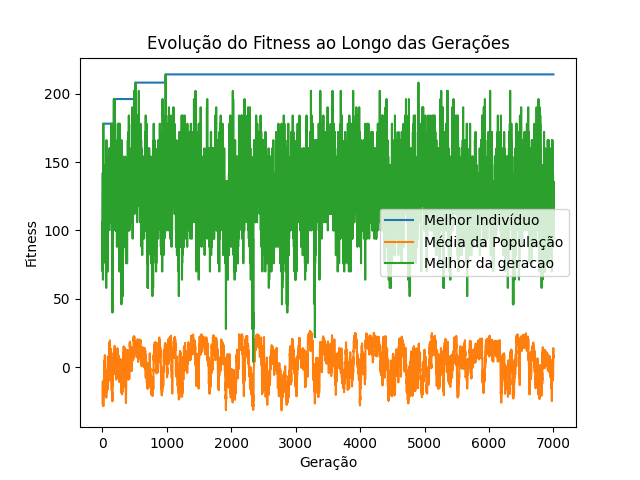 Evolução do Fitness ao Longo das Gerações
Fitness
200
150
100
50
0
Melhor Indivíduo
Média da População
Melhor da geracao
0 1000 2000 3000 4000 5000 6000 7000
Geração